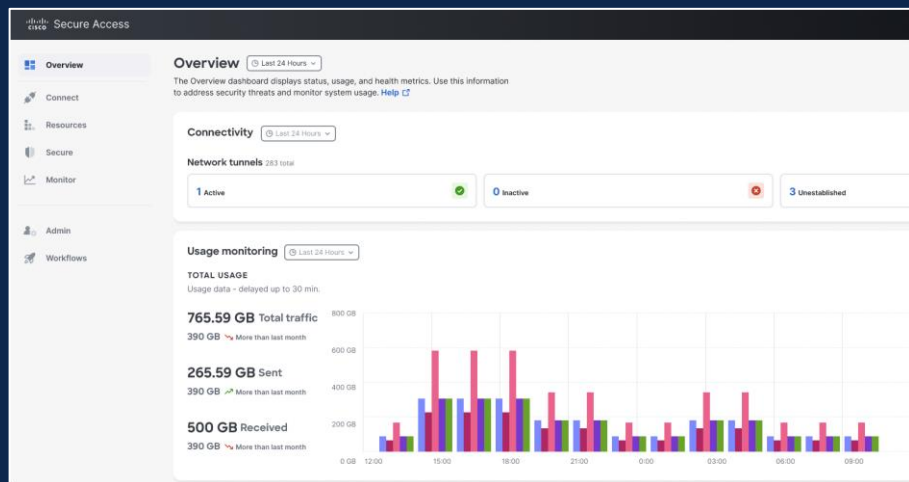 cisco Secure Access
Overview
Connect
Resources
Secure
Monitor
Admin
Workflows
Overview Last 24 Hours
The Overview dashboard displays status, usage, and health metrics. Use this information
to address security threats and monitor system usage. Help
Connectivity Last 24 Hours
Network tunnels 283 total
1 Active
0 Inactive
3 Unestablished
Usage monitoring Last 24 Hours
TOTAL USAGE
Usage data - delayed up to 30 min.
765.59 GB Total traffic
390 GB More than last month
265.59 GB Sent
390 GB More than last month
500 GB Received
390 GB More than last month
800 GB
600 GB
400 GB
200 GB
0 GB
12:00 15:00 18:00 21:00 0:00 03:00 06:00 09:00